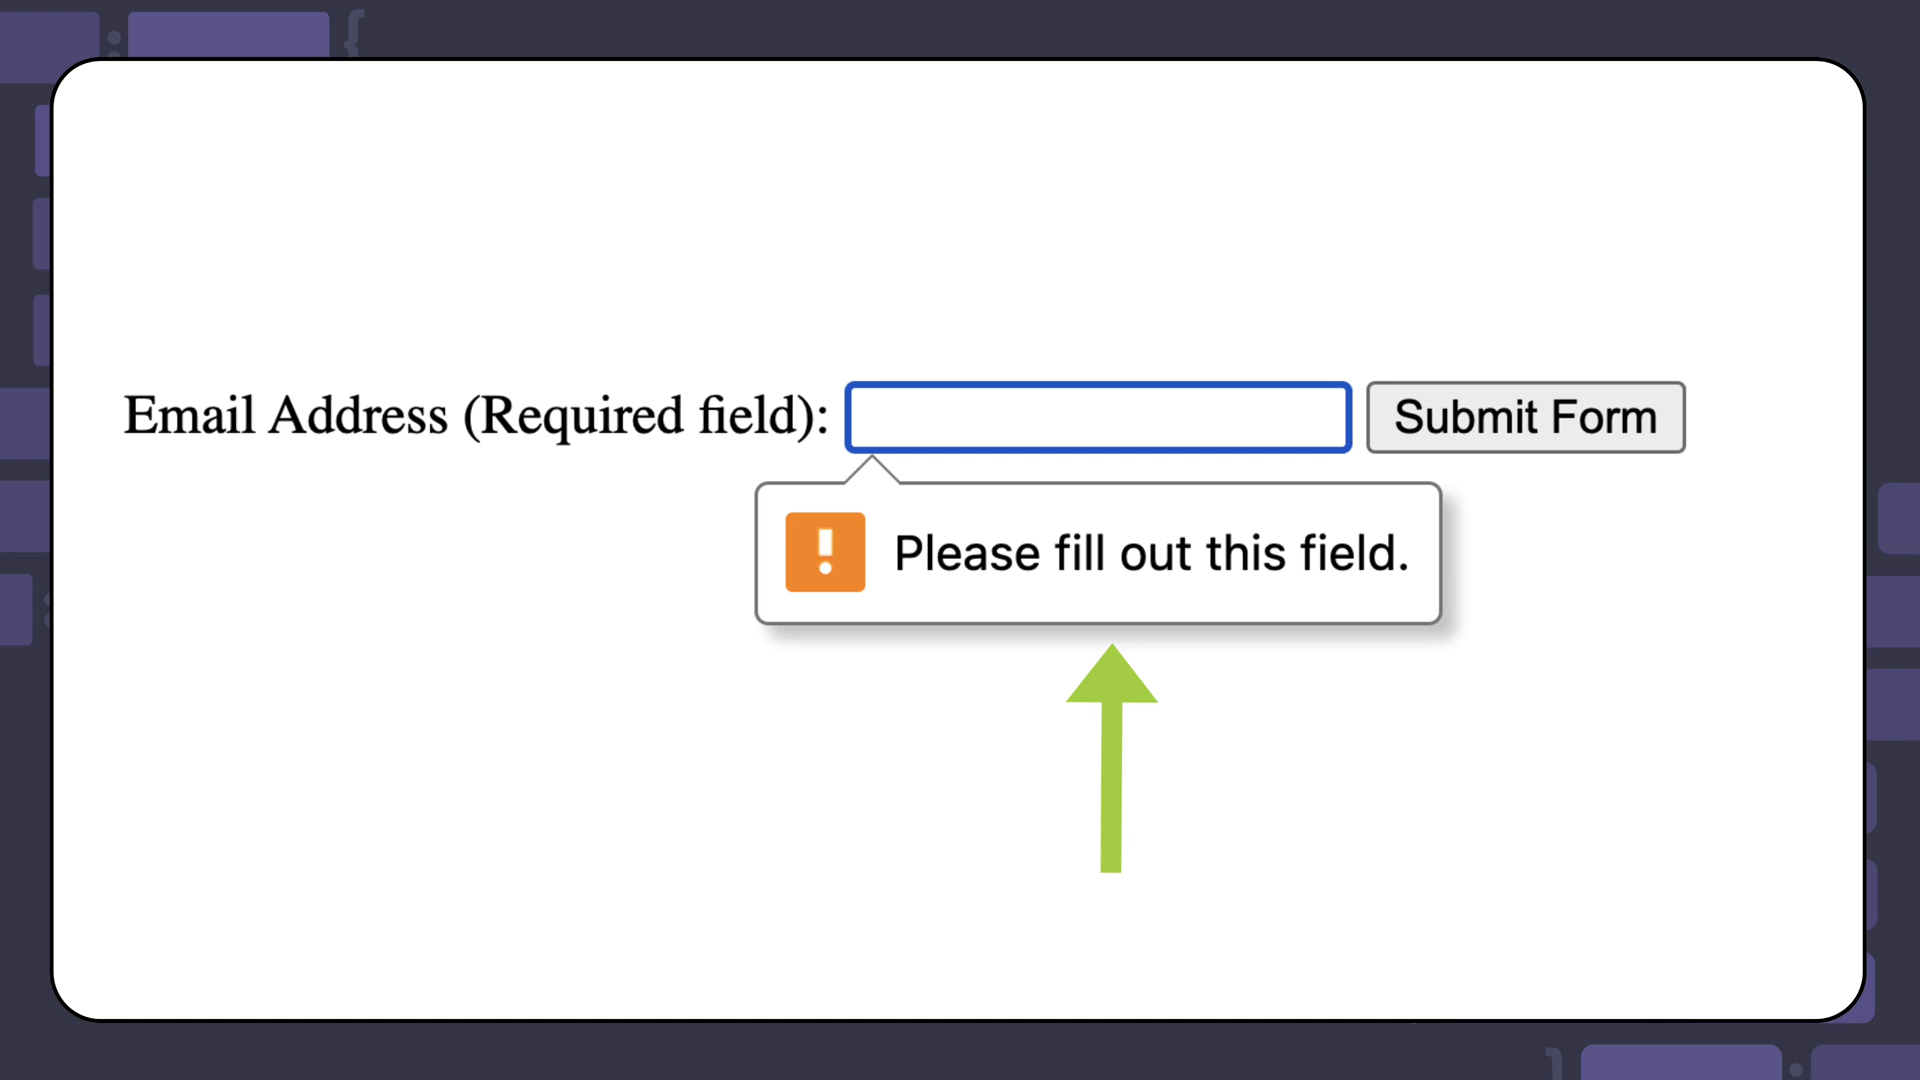 {
Email Address (Required field):
Submit Form
! Please fill out this field.
}